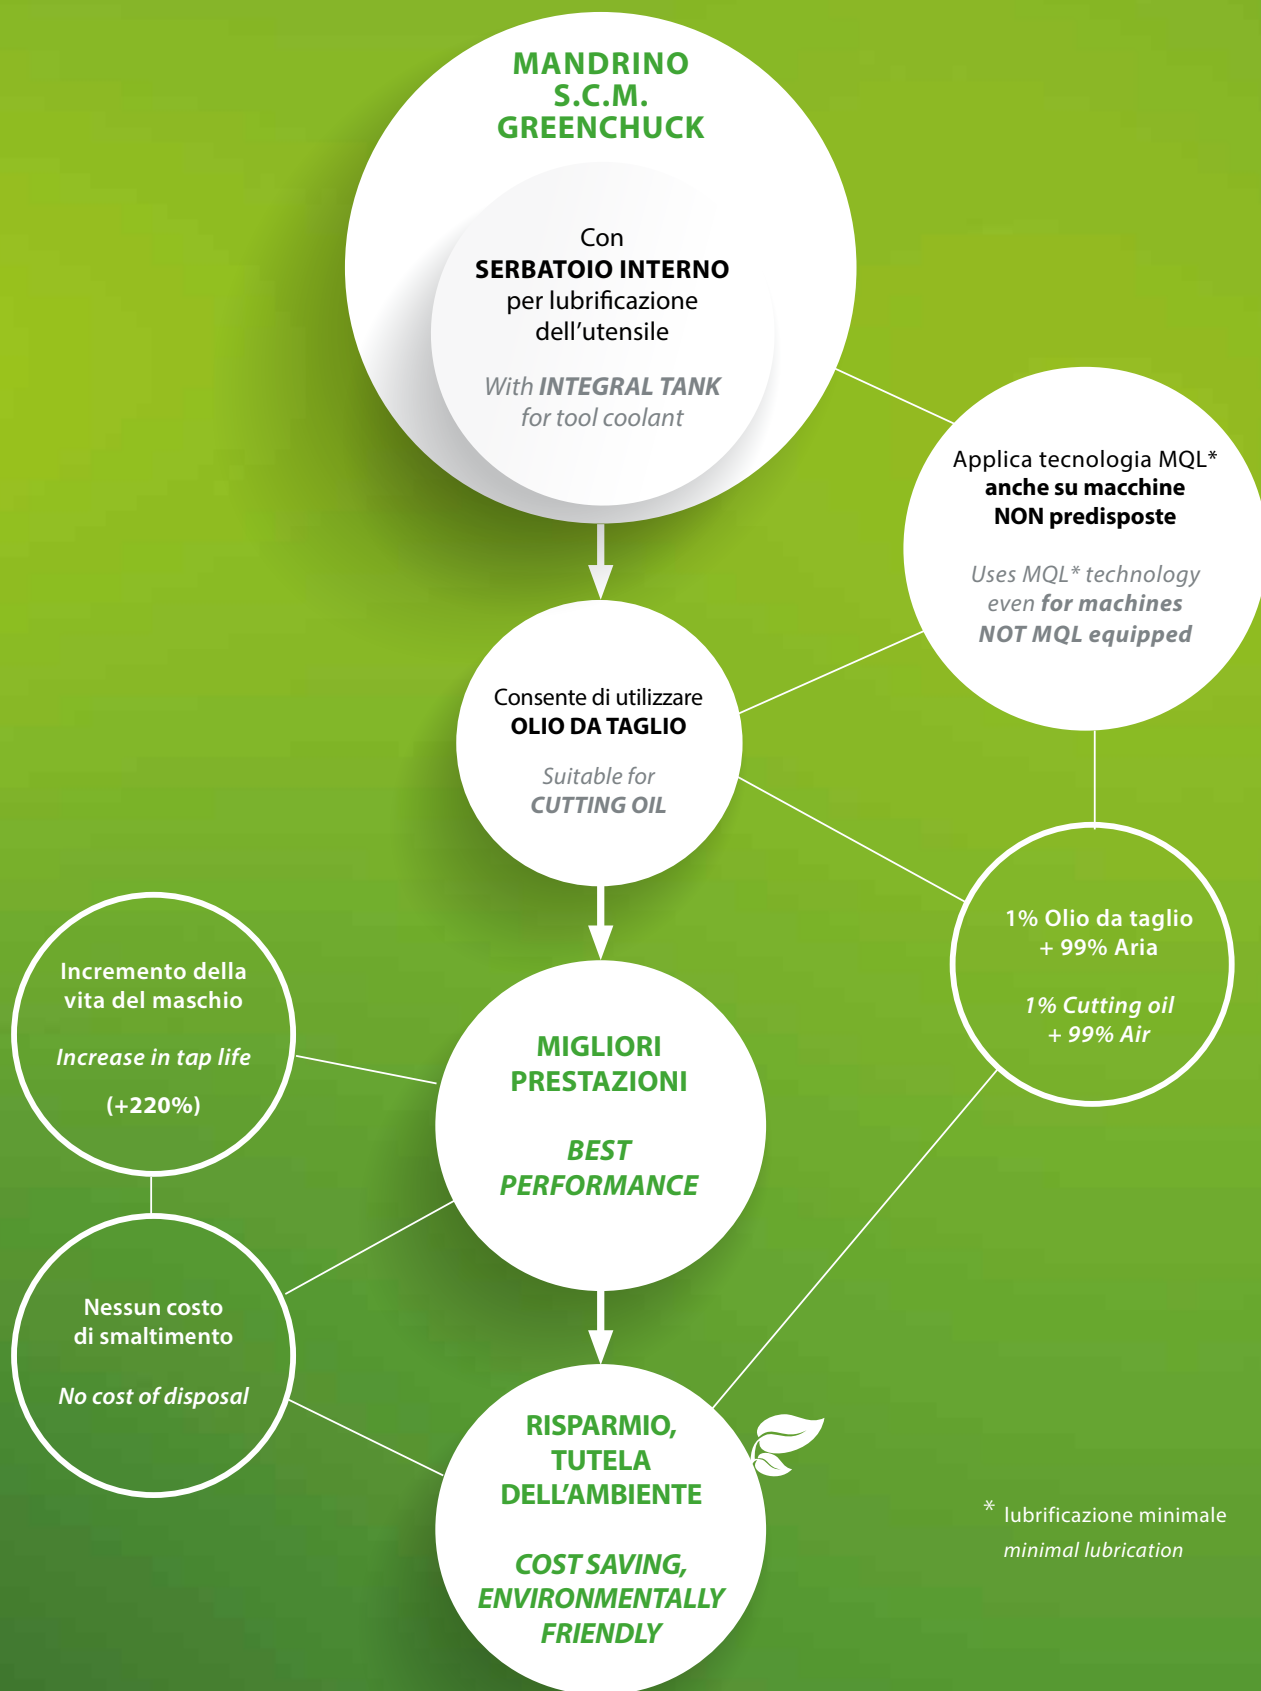 MANDRINO
S.C.M.
GREENCHUCK
Con
SERBATOIO INTERNO
per lubrificazione
dell'utensile
With INTEGRAL TANK
for tool coolant
Applica tecnologia MQL*
anche su macchine
NON predisposte
Uses MQL* technology
even for machines
NOT MQL equipped
Consente di utilizzare
OLIO DA TAGLIO
Suitable for
CUTTING OIL
1% Olio da taglio
+ 99% Aria
1% Cutting oil
+ 99% Air
Incremento della
vita del maschio
Increase in tap life
(+220%)
MIGLIORI
PRESTAZIONI
BEST
PERFORMANCE
Nessun costo
di smaltimento
No cost of disposal
RISPARMIO,
TUTELA
DELL'AMBIENTE
COST SAVING,
ENVIRONMENTALLY
FRIENDLY
* lubrificazione minimale
minimal lubrication